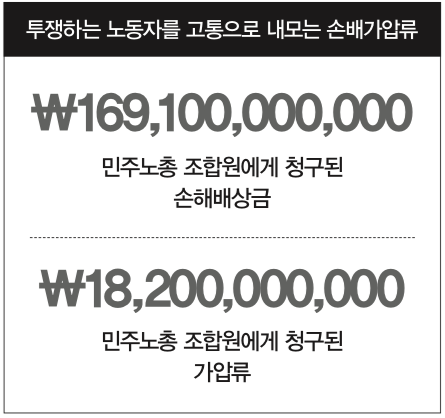 투쟁하는 노동자를 고통으로 내모는 손배가압류
₩169,100,000,000
민주노총 조합원에게 청구된
손해배상금
₩18,200,000,000
민주노총 조합원에게 청구된
가압류